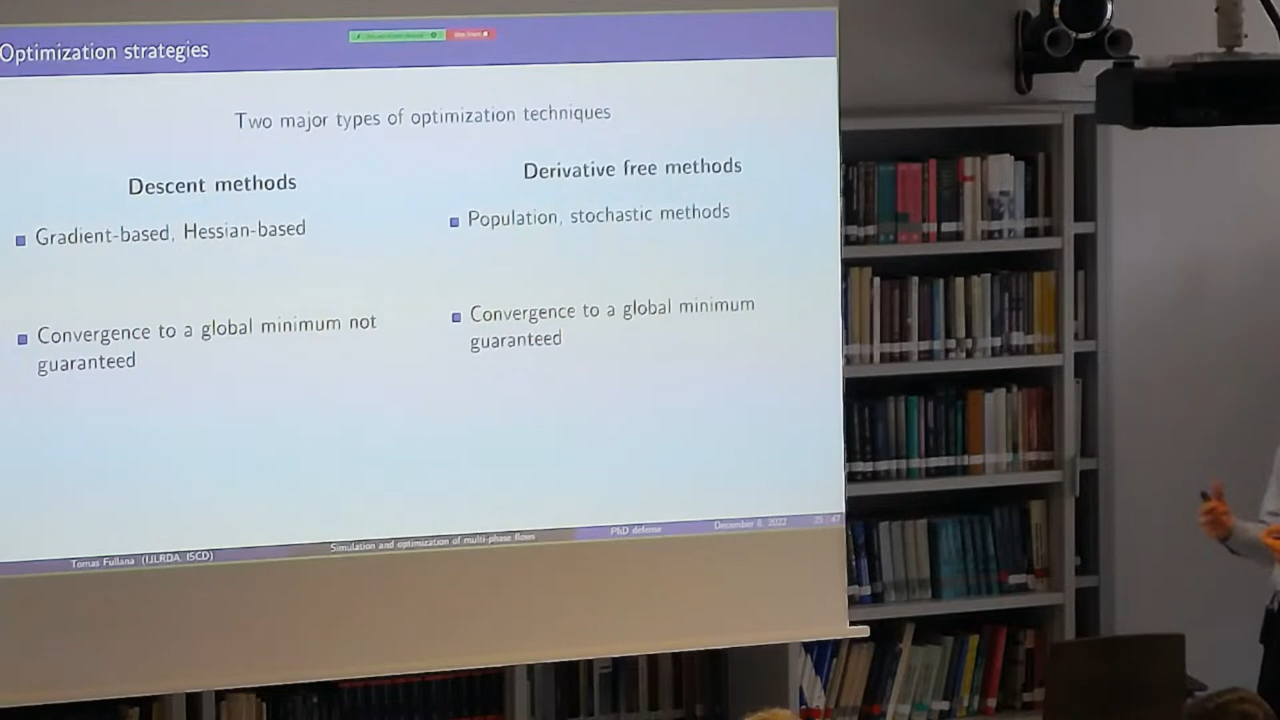 Optimization strategies
Two major types of optimization techniques
Descent methods
Gradient-based, Hessian-based
Convergence to a global minimum not
guaranteed
Derivative free methods
Population, stochastic methods
Convergence to a global minimum
guaranteed
Tomas Fullana (IJLRDA, ISCD)
Simulation and optimization of multi-phase flows
PhD defense
December 8, 2022
25 / 47